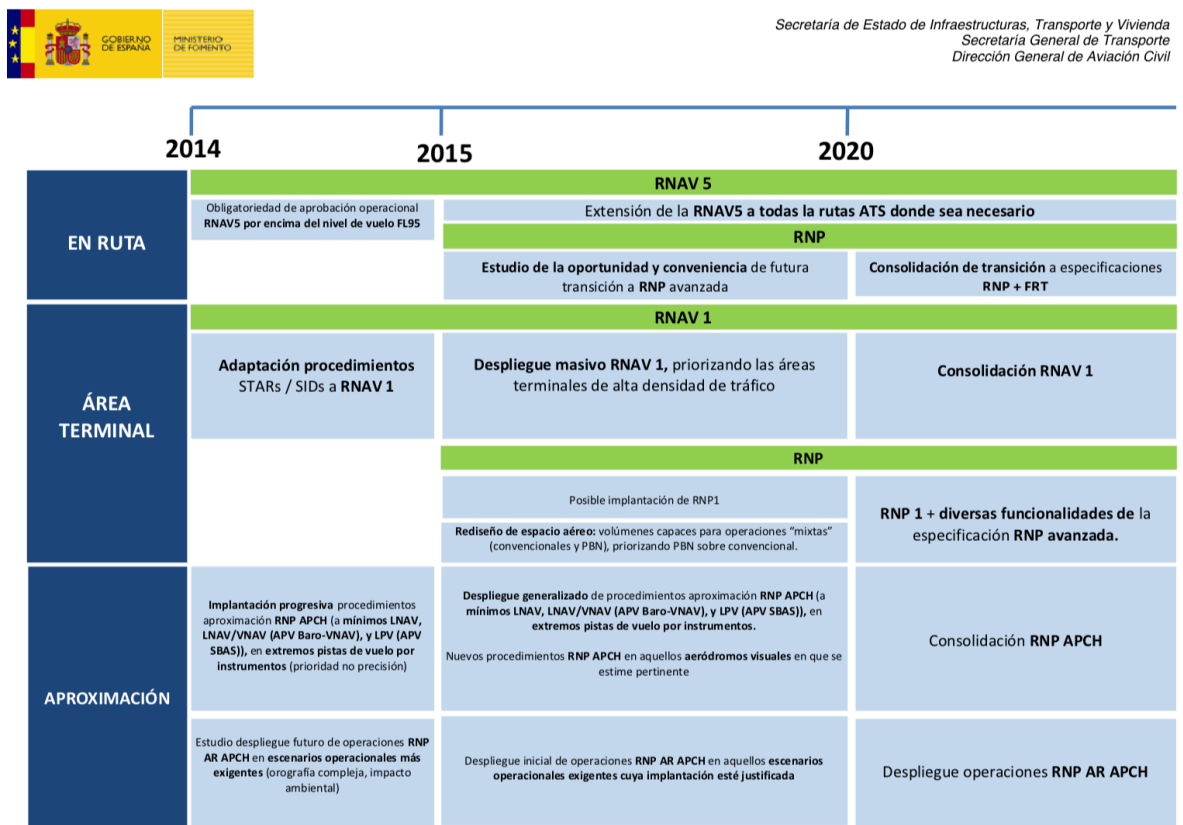 GOBIERNO
DE ESPAÑA
MINISTERIO
DE FOMENTO
Secretaría de Estado de Infraestructuras, Transporte y Vivienda
Secretaría General de Transporte
Dirección General de Aviación Civil
2014
2015
2020
EN RUTA
RNAV 5
Obligatoriedad de aprobación operacional
RNAV5 por encima del nivel de vuelo FL95
Extensión de la RNAV5 a todas la rutas ATS donde sea necesario
RNP
Estudio de la oportunidad y conveniencia de futura
transición a RNP avanzada
Consolidación de transición a especificaciones
RNP + FRT
ÁREA
TERMINAL
RNAV 1
Adaptación procedimientos
STARs / SIDs a RNAV 1
Despliegue masivo RNAV 1, priorizando las áreas
terminales de alta densidad de tráfico
Consolidación RNAV 1
RNP
Posible implantación de RNP1
Rediseño de espacio aéreo: volúmenes capaces para operaciones “mixtas”
(convencionales y PBN), priorizando PBN sobre convencional.
RNP 1 + diversas funcionalidades de la
especificación RNP avanzada.
APROXIMACIÓN
Implantación progresiva procedimientos
aproximación RNP APCH (a mínimos LNAV,
LNAV/VNAV (APV Baro-VNAV), y LPV (APV
SBAS)), en extremos pistas de vuelo por
instrumentos (prioridad no precisión)
Despliegue generalizado de procedimientos aproximación RNP APCH (a
mínimos LNAV, LNAV/VNAV (APV Baro-VNAV), y LPV (APV SBAS)), en
extremos pistas de vuelo por instrumentos.
Nuevos procedimientos RNP APCH en aquellos aeródromos visuales en que se
estime pertinente
Consolidación RNP APCH
Estudio despliegue futuro de operaciones RNP
AR APCH en escenarios operacionales más
exigentes (orografía compleja, impacto
ambiental)
Despliegue inicial de operaciones RNP AR APCH en aquellos escenarios
operacionales exigentes cuya implantación esté justificada
Despliegue operaciones RNP AR APCH